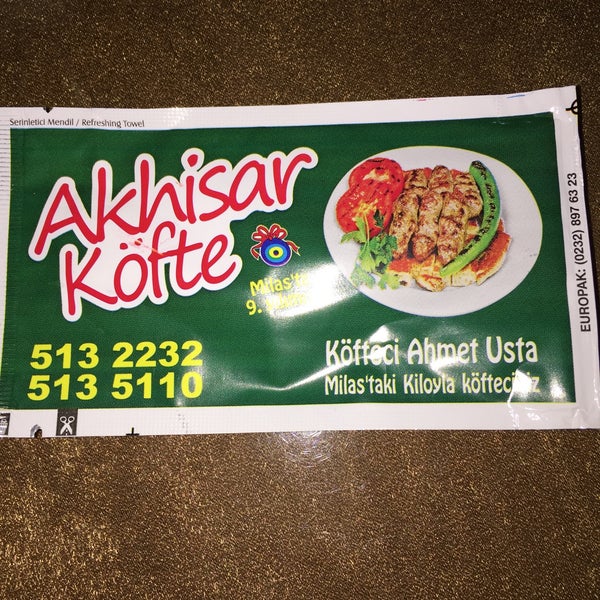 Serinletici Mendil / Refreshing Towel
Akhisar
Köfte
9.
513 2232
513 5110
Köfteci Ahmet Usta
Milas'taki Kiloyla
EUROPAK: (0232) 897 63 23